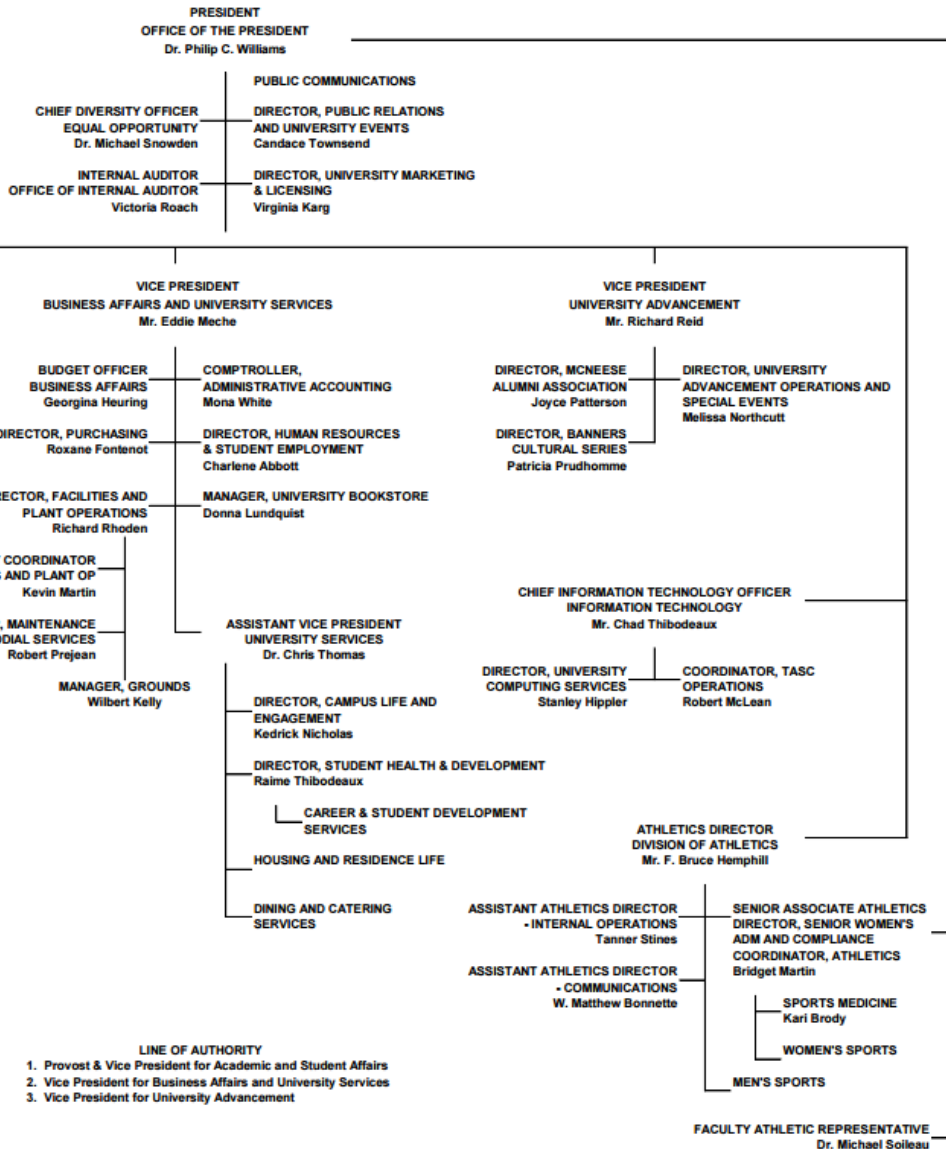 PRESIDENT
OFFICE OF THE PRESIDENT
Dr. Philip C. Williams
PUBLIC COMMUNICATIONS
CHIEF DIVERSITY OFFICER
EQUAL OPPORTUNITY
Dr. Michael Snowden
DIRECTOR, PUBLIC RELATIONS
AND UNIVERSITY EVENTS
Candace Townsend
INTERNAL AUDITOR
OFFICE OF INTERNAL AUDITOR
Victoria Roach
DIRECTOR, UNIVERSITY MARKETING
& LICENSING
Virginia Karg
VICE PRESIDENT
BUSINESS AFFAIRS AND UNIVERSITY SERVICES
Mr. Eddie Meche
BUDGET OFFICER
BUSINESS AFFAIRS
Georgina Heuring
COMPTROLLER,
ADMINISTRATIVE ACCOUNTING
Mona White
DIRECTOR, PURCHASING
Roxane Fontenot
DIRECTOR, HUMAN RESOURCES
& STUDENT EMPLOYMENT
Charlene Abbott
RECTOR, FACILITIES AND
PLANT OPERATIONS
Richard Rhoden
MANAGER, UNIVERSITY BOOKSTORE
Donna Lundquist
COORDINATOR
AND PLANT OP
Kevin Martin
, MAINTENANCE
ODIAL SERVICES
Robert Prejean
MANAGER, GROUNDS
Wilbert Kelly
ASSISTANT VICE PRESIDENT
UNIVERSITY SERVICES
Dr. Chris Thomas
DIRECTOR, CAMPUS LIFE AND
ENGAGEMENT
Kedrick Nicholas
DIRECTOR, STUDENT HEALTH & DEVELOPMENT
Raime Thibodeaux
CAREER & STUDENT DEVELOPMENT
SERVICES
HOUSING AND RESIDENCE LIFE
DINING AND CATERING
SERVICES
VICE PRESIDENT
UNIVERSITY ADVANCEMENT
Mr. Richard Reid
DIRECTOR, MCNEESE
ALUMNI ASSOCIATION
Joyce Patterson
DIRECTOR, UNIVERSITY
ADVANCEMENT OPERATIONS AND
SPECIAL EVENTS
Melissa Northcutt
DIRECTOR, BANNERS
CULTURAL SERIES
Patricia Prudhomme
CHIEF INFORMATION TECHNOLOGY OFFICER
INFORMATION TECHNOLOGY
Mr. Chad Thibodeaux
DIRECTOR, UNIVERSITY
COMPUTING SERVICES
Stanley Hippler
COORDINATOR, TASC
OPERATIONS
Robert McLean
ATHLETICS DIRECTOR
DIVISION OF ATHLETICS
Mr. F. Bruce Hemphill
ASSISTANT ATHLETICS DIRECTOR
- INTERNAL OPERATIONS
Tanner Stines
SENIOR ASSOCIATE ATHLETICS
DIRECTOR, SENIOR WOMEN'S
ADM AND COMPLIANCE
COORDINATOR, ATHLETICS
Bridget Martin
ASSISTANT ATHLETICS DIRECTOR
- COMMUNICATIONS
W. Matthew Bonnette
SPORTS MEDICINE
Kari Brody
WOMEN'S SPORTS
MEN'S SPORTS
FACULTY ATHLETIC REPRESENTATIVE
Dr. Michael Soileau
LINE OF AUTHORITY
1. Provost & Vice President for Academic and Student Affairs
2. Vice President for Business Affairs and University Services
3. Vice President for University Advancement